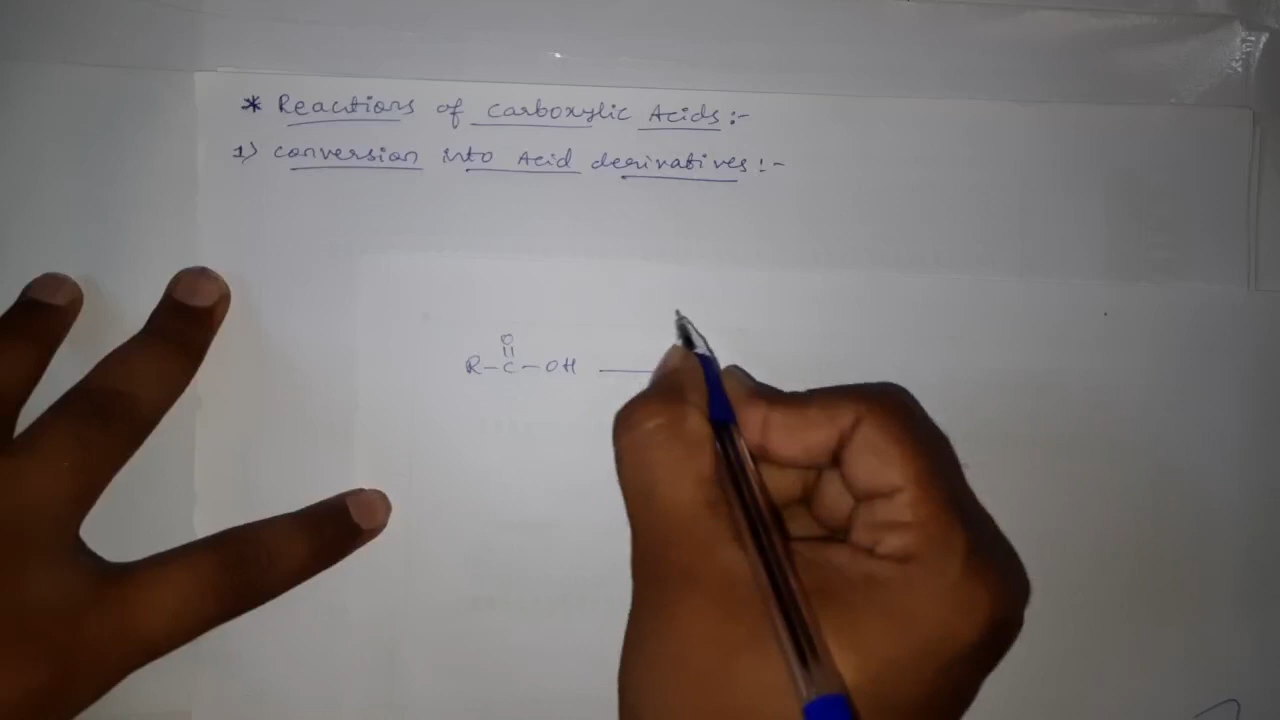 * Reactions of Carboxylic Acids:-
1) Conversion into Acid derivatives:-
O
R-C-OH